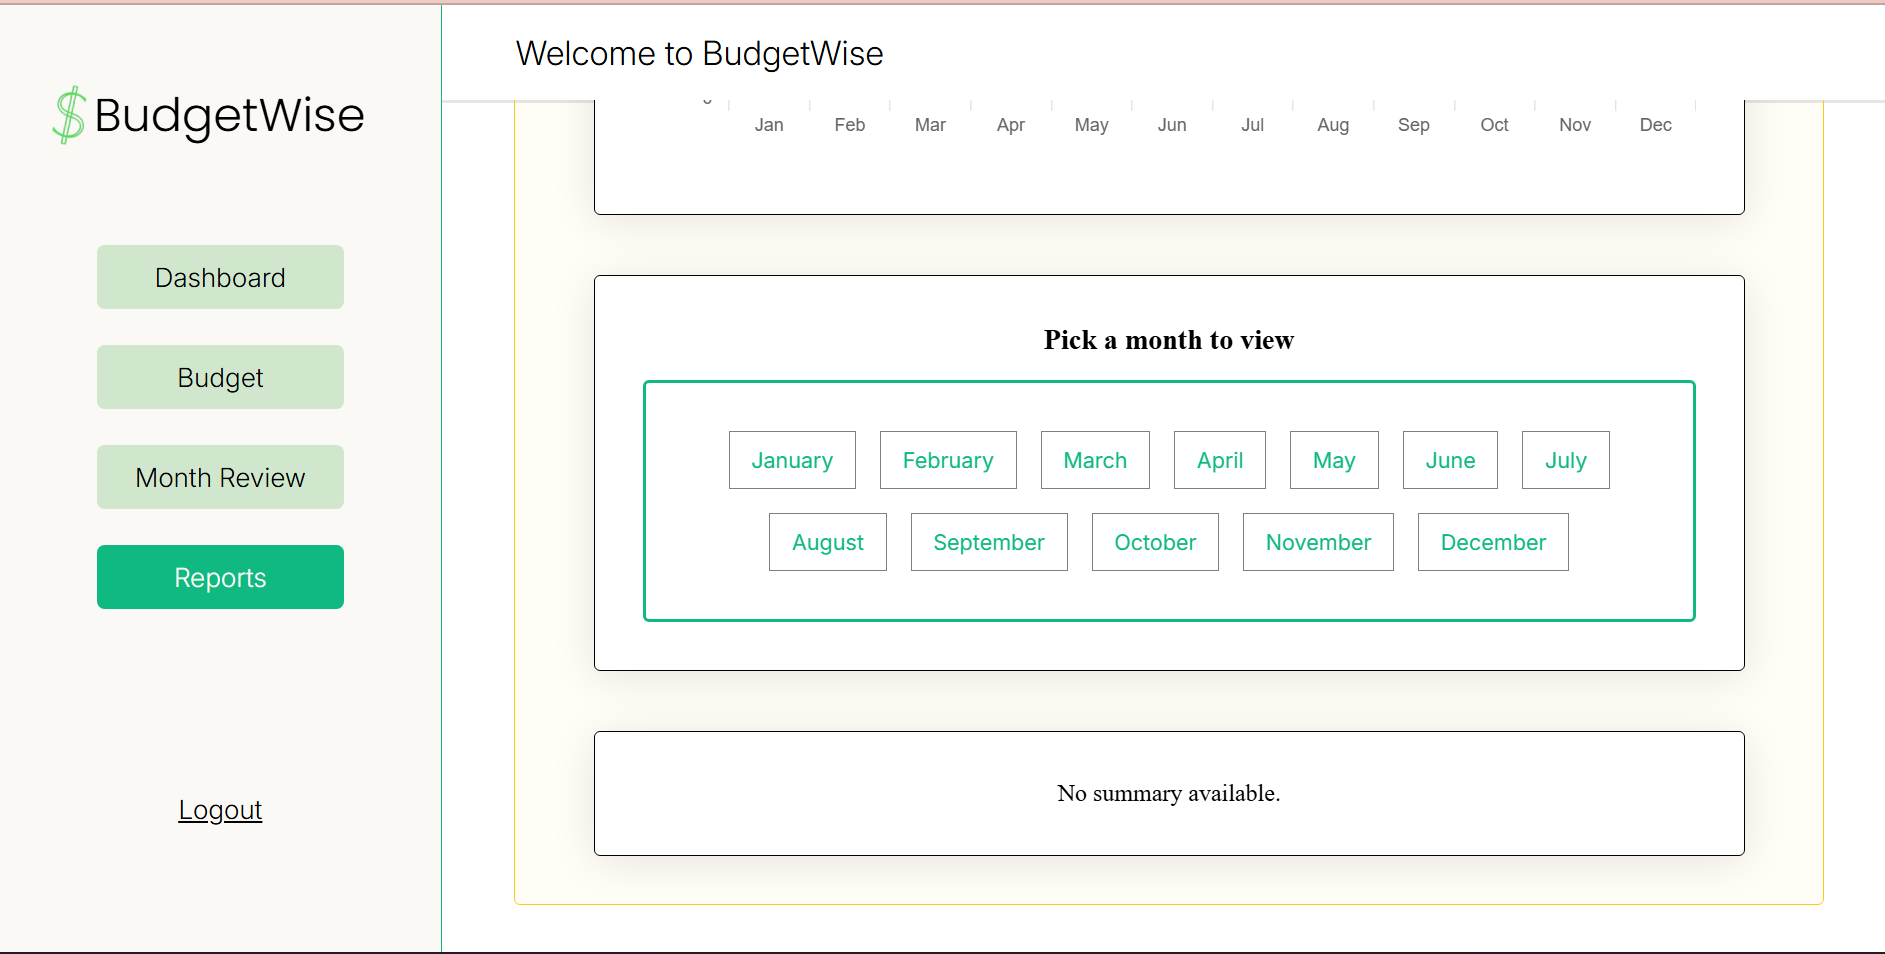 Welcome to BudgetWise
$BudgetWise
Dashboard
Budget
Month Review
Reports
Logout
Jan Feb Mar Apr May Jun Jul Aug Sep Oct Nov Dec
Pick a month to view
January February March April May June July
August September October November December
No summary available.